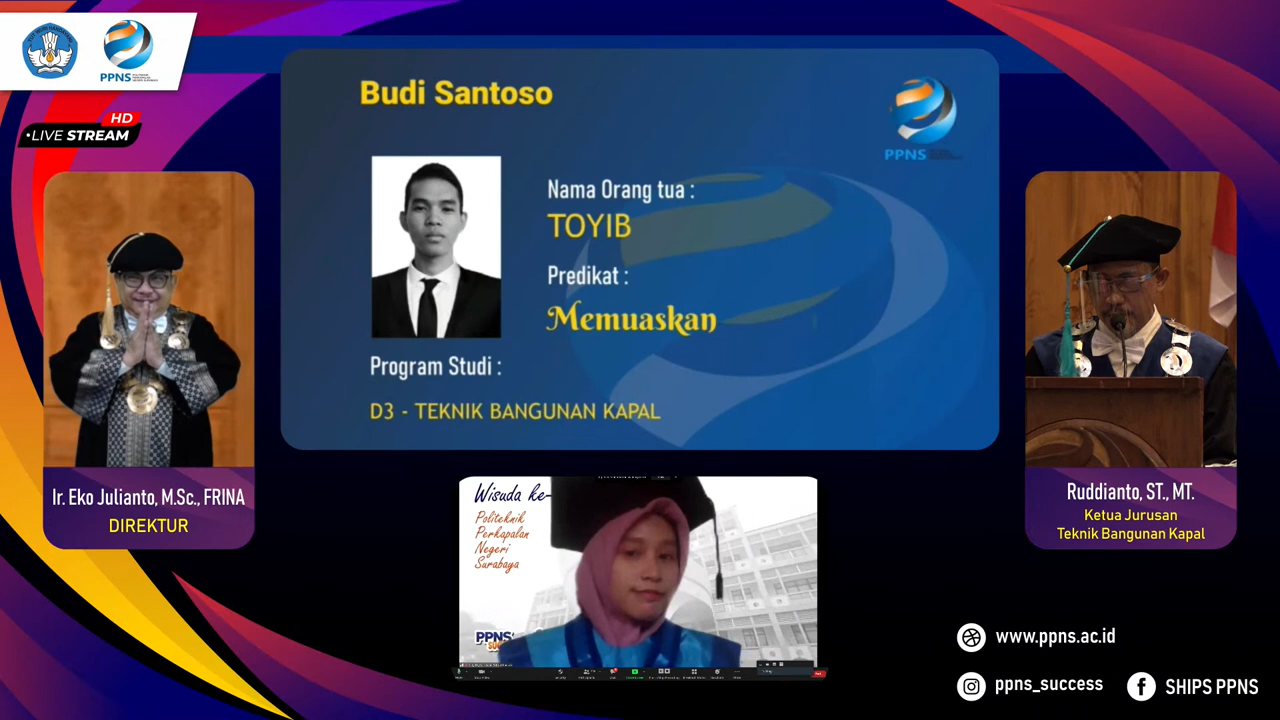 PPNS
HD
LIVE STREAM
Budi Santoso
PPNS
Nama Orang tua :
TOYIB
Predikat :
Memuaskan
Program Studi :
D3 - TEKNIK BANGUNAN KAPAL
Ir. Eko Julianto, M.Sc., FRINA
DIREKTUR
Ruddianto, ST., MT.
Ketua Jurusan
Teknik Bangunan Kapal
Wisuda ke-
Politeknik
Perkapalan
Negeri
Surabaya
PPNS
www.ppns.ac.id
ppns_success
SHIPS PPNS